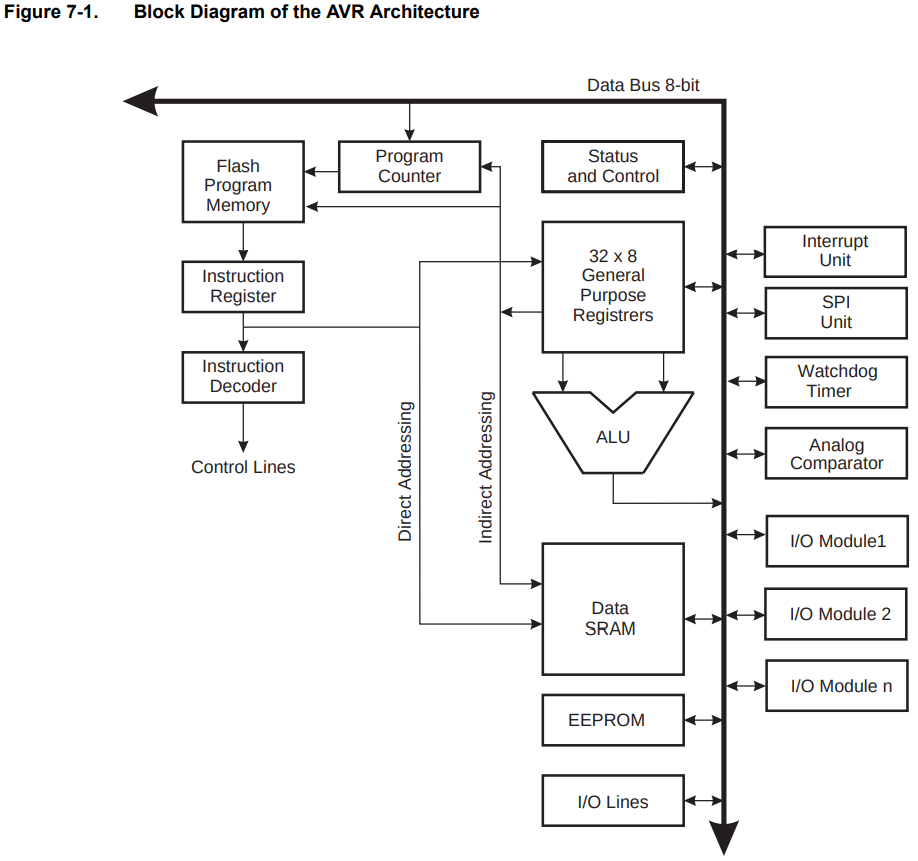 Figure 7-1. Block Diagram of the AVR Architecture
Data Bus 8-bit
Flash
Program
Memory
Program
Counter
Status
and Control
Interrupt
Unit
32 x 8
General
Purpose
Registrers
Instruction
Register
SPI
Unit
Instruction
Decoder
Watchdog
Timer
ALU
Analog
Comparator
Control Lines
Direct Addressing
Indirect Addressing
I/O Module1
Data
SRAM
I/O Module 2
I/O Module n
EEPROM
I/O Lines